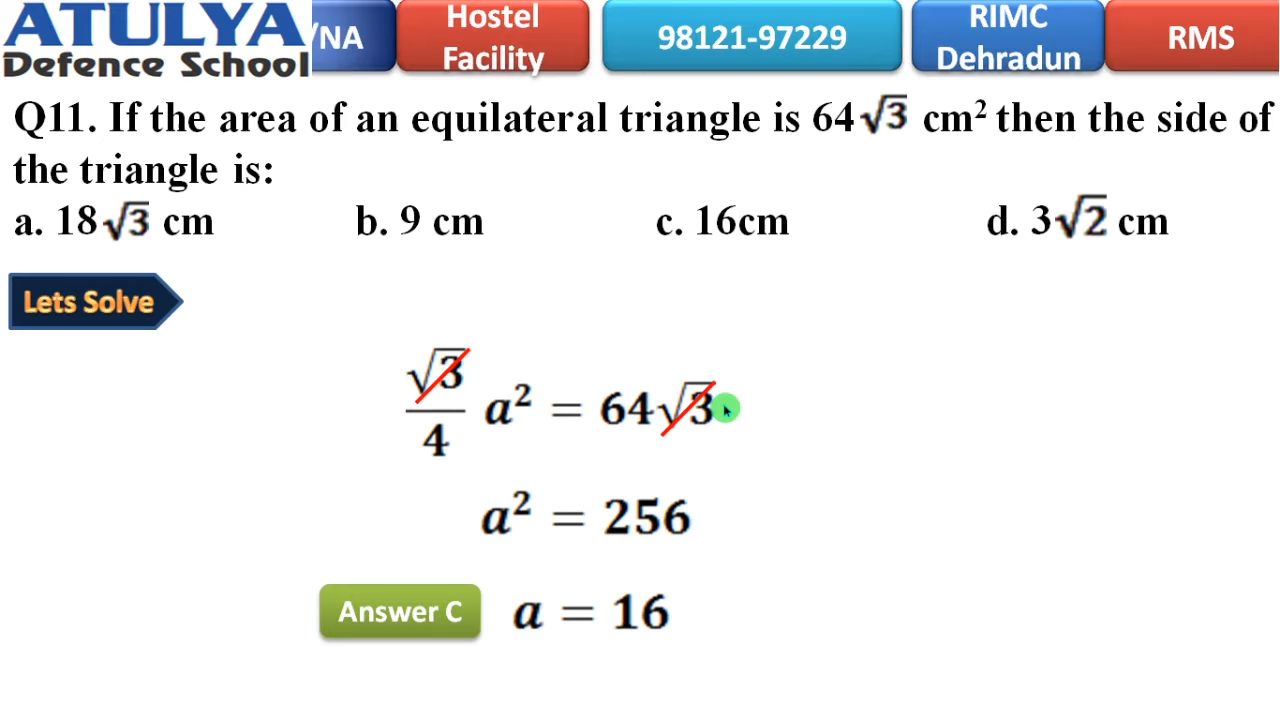 ATULYA
Defence School
/NA
Hostel
Facility
98121-97229
RIMC
Dehradun
RMS
Q11. If the area of an equilateral triangle is 64√3 cm² then the side of
the triangle is:
a. 18√3 cm b. 9 cm c. 16cm d. 3√2 cm
Lets Solve
√3/4 a² = 64√3
a² = 256
Answer C a = 16